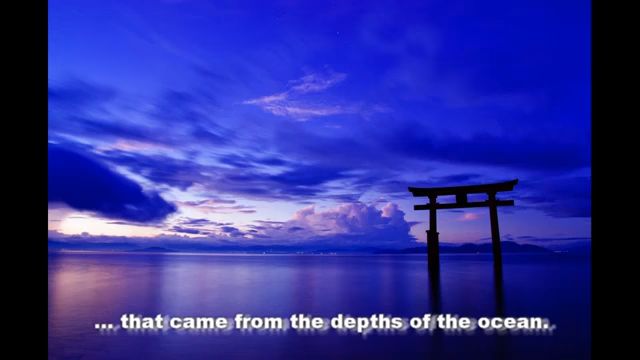 ... that came from the depths of the ocean.